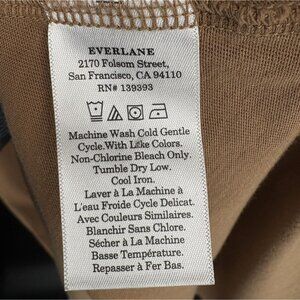 EVERLANE
2170 Folsom Street,
San Francisco, CA 94110
RN# 139393
Machine Wash Cold Gentle
Cycle.With Like Colors.
Non-Chlorine Bleach Only.
Tumble Dry Low.
Cool Iron.
Laver à La Machine à
L'eau Froide Cycle Delicat.
Avec Couleurs Similaires.
Blanchir Sans Chlore.
Sécher à La Machine
Basse Température.
Repasser à Fer Bas.